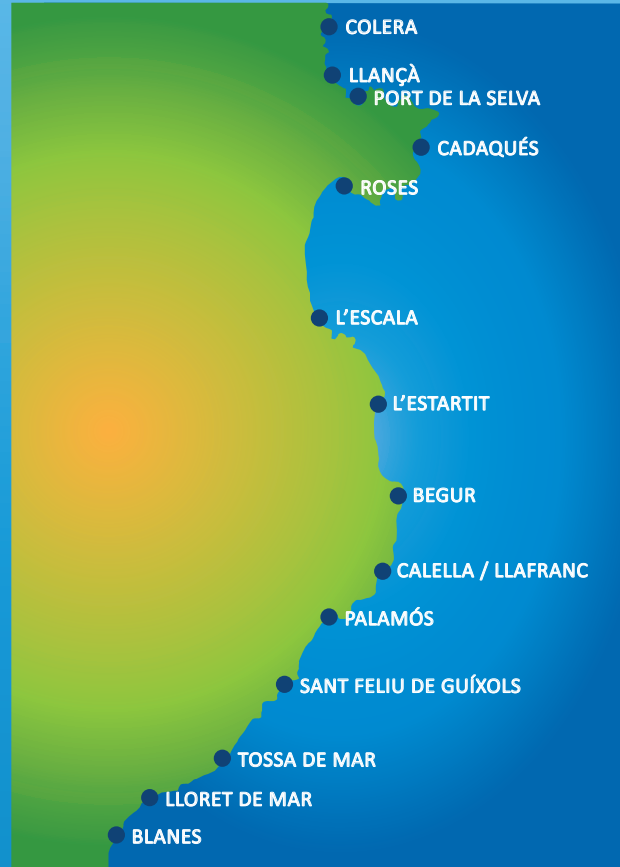 COLERA
LLANÇÀ
PORT DE LA SELVA
CADAQUÉS
ROSES
L'ESCALA
L'ESTARTIT
BEGUR
CALELLA / LLAFRANC
PALAMÓS
SANT FELIU DE GUÍXOLS
TOSSA DE MAR
LLORET DE MAR
BLANES